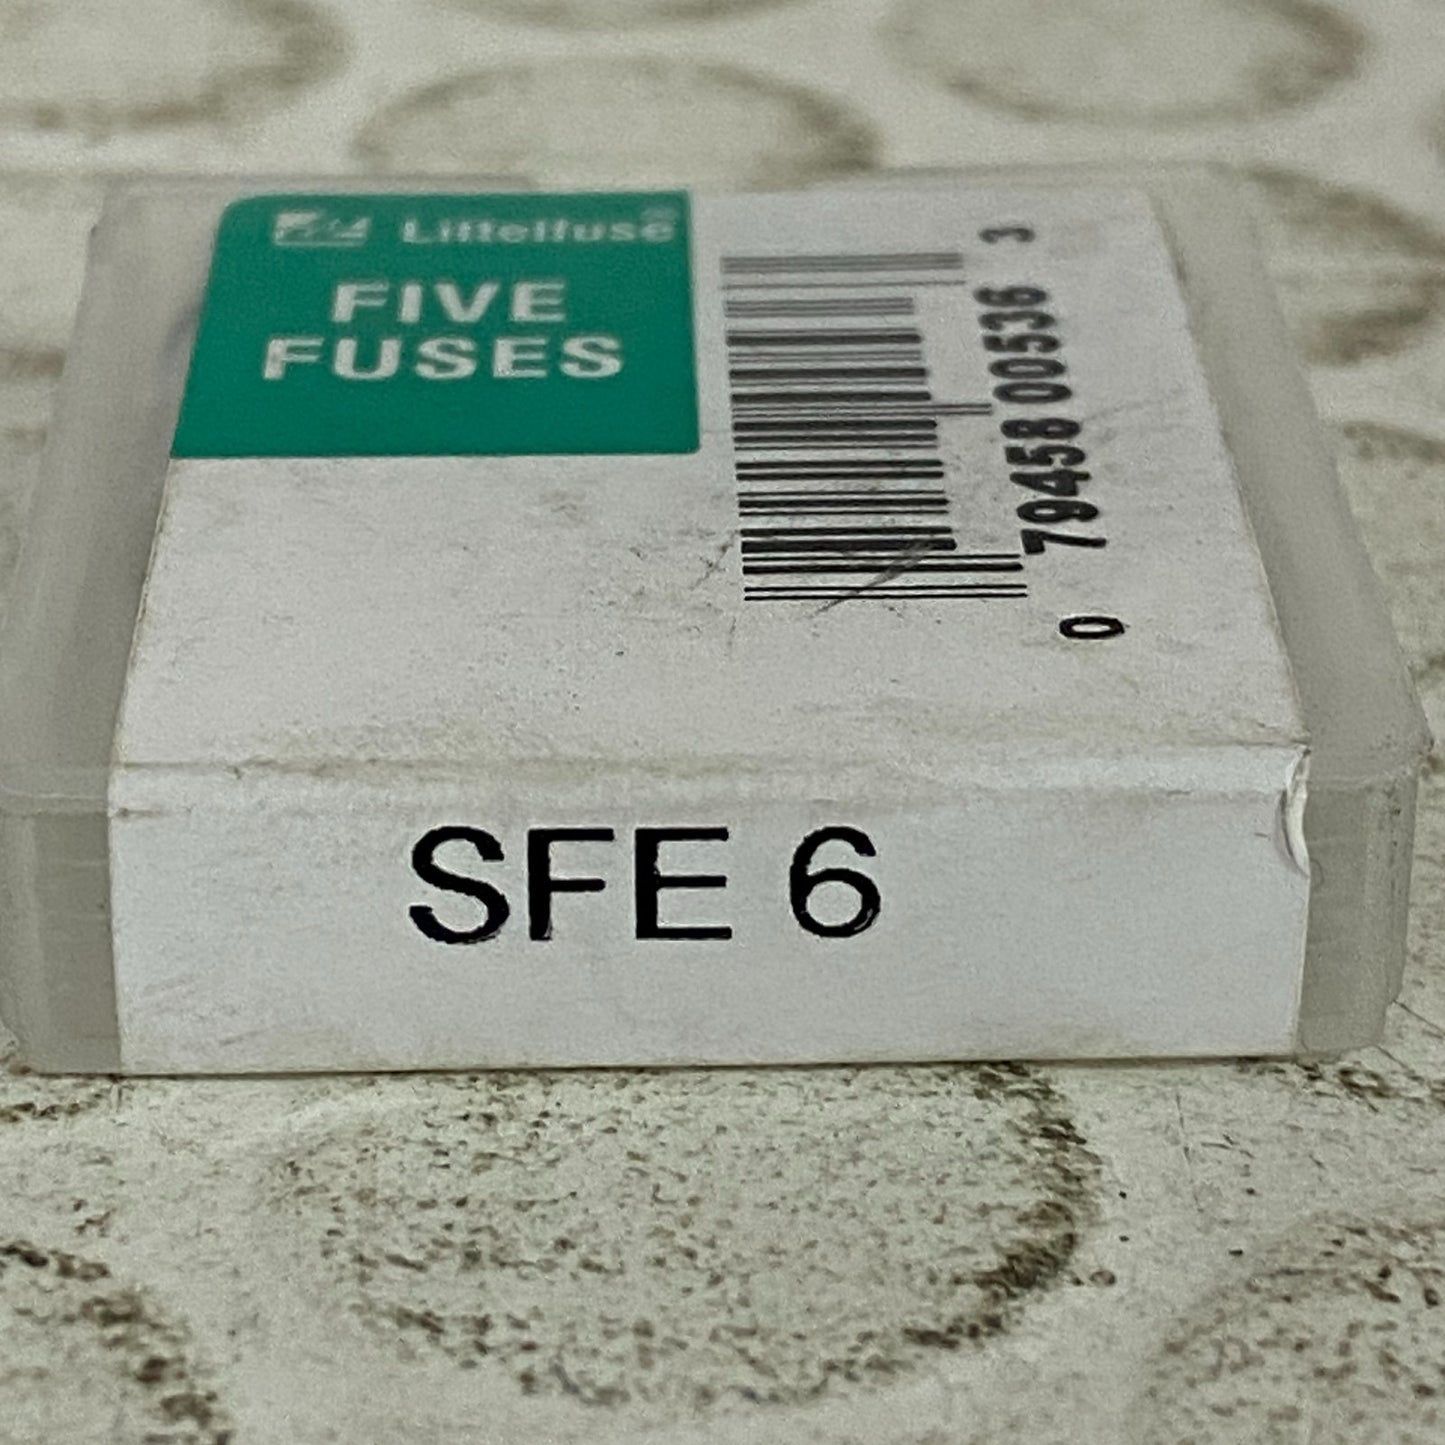 Littelfuse®
FIVE
FUSES
0 79458 00536 3
SFE 6